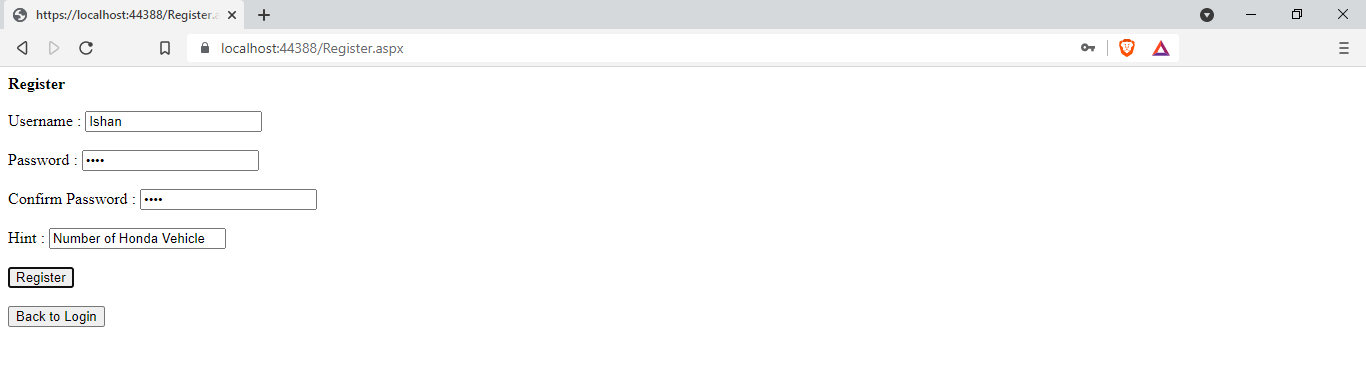 https://localhost:44388/Register.a
localhost:44388/Register.aspx
Register
Username : Ishan
Password : ••••
Confirm Password : ••••
Hint : Number of Honda Vehicle
Register
Back to Login